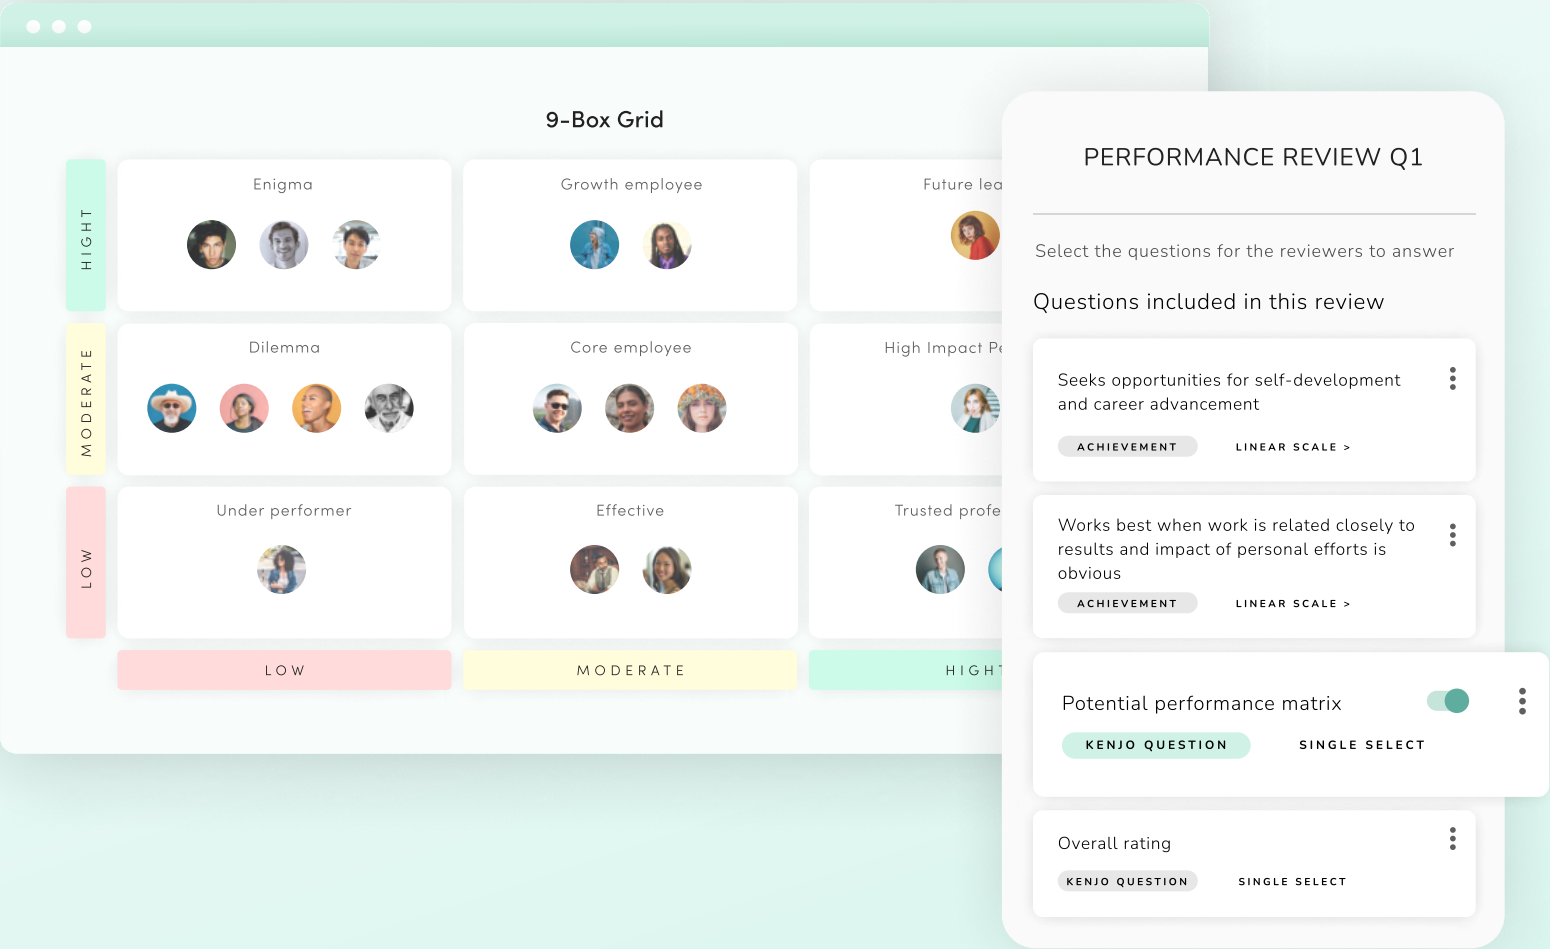 9-Box Grid
HIGHT
Enigma
Growth employee
Future lea
MODERATE
Dilemma
Core employee
High Impact Pe
LOW
Under performer
Effective
Trusted profe
LOW
MODERATE
HIGHT
PERFORMANCE REVIEW Q1
Select the questions for the reviewers to answer
Questions included in this review
Seeks opportunities for self-development
and career advancement
ACHIEVEMENT
LINEAR SCALE >
Works best when work is related closely to
results and impact of personal efforts is
obvious
ACHIEVEMENT
LINEAR SCALE >
Potential performance matrix
KENJO QUESTION
SINGLE SELECT
Overall rating
KENJO QUESTION
SINGLE SELECT